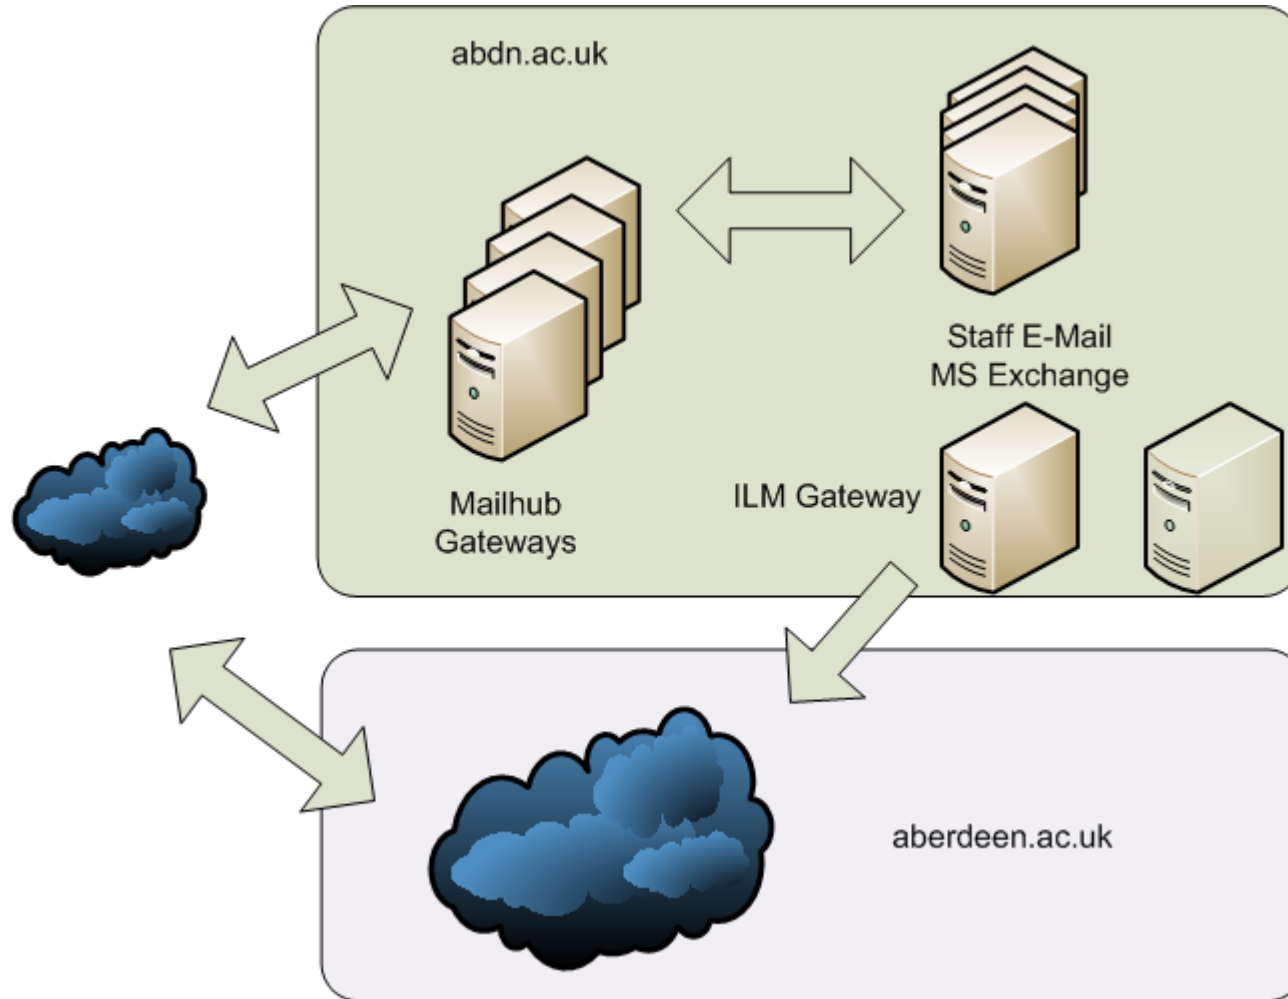 abdn.ac.uk
Staff E-Mail
MS Exchange
Mailhub
Gateways
ILM Gateway
aberdeen.ac.uk